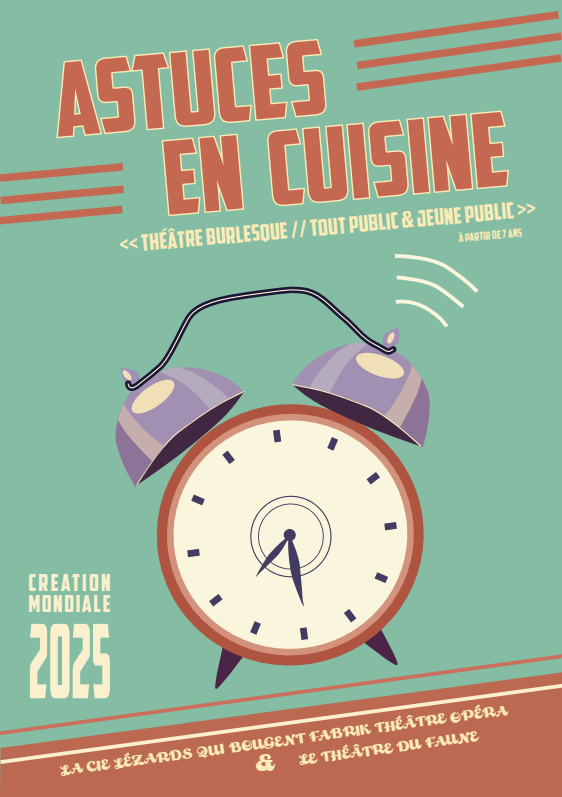 ASTUCES
EN CUISINE
<< THÉÂTRE BURLESQUE // TOUT PUBLIC & JEUNE PUBLIC >>
À PARTIR DE 7 ANS
CREATION
MONDIALE
2025
LA CIE LÉZARDS QUI BOUGENT FABRIK THÉÂTRE OPÉRA
& LE THÉÂTRE DU FAUNE